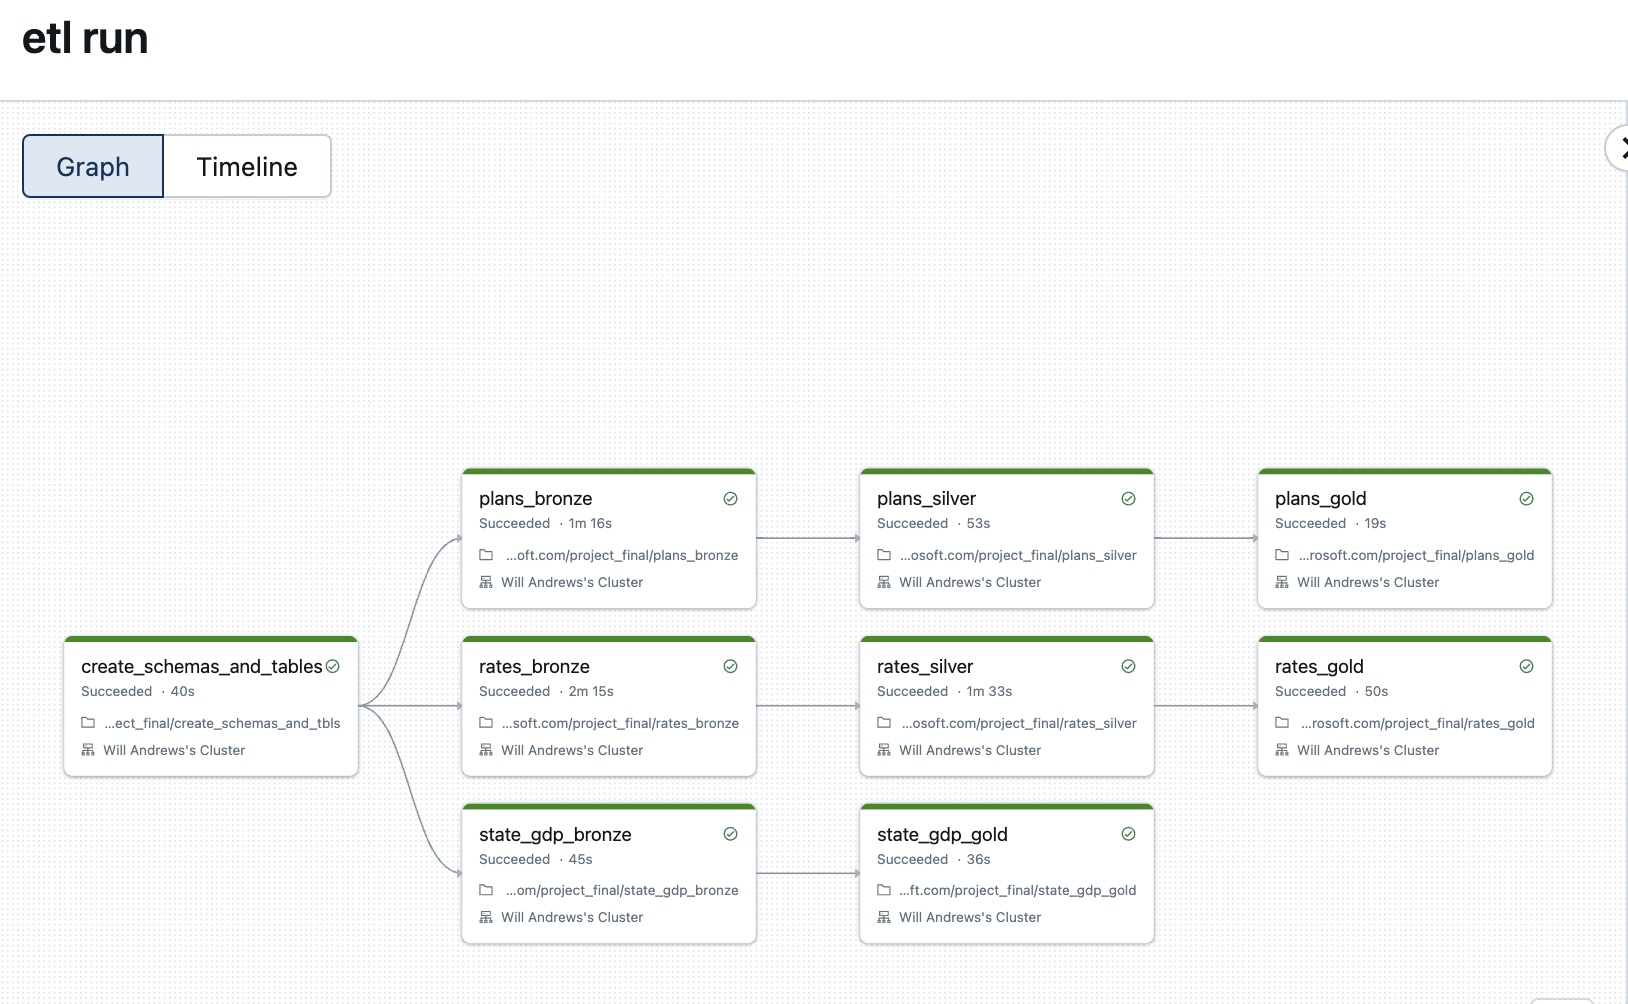 etl run
Graph
Timeline
plans_bronze
Succeeded · 1m 16s
...oft.com/project_final/plans_bronze
Will Andrews's Cluster
plans_silver
Succeeded · 53s
...osoft.com/project_final/plans_silver
Will Andrews's Cluster
plans_gold
Succeeded · 19s
...rosoft.com/project_final/plans_gold
Will Andrews's Cluster
create_schemas_and_tables
Succeeded · 40s
...ect_final/create_schemas_and_tbls
Will Andrews's Cluster
rates_bronze
Succeeded · 2m 15s
...soft.com/project_final/rates_bronze
Will Andrews's Cluster
rates_silver
Succeeded · 1m 33s
...osoft.com/project_final/rates_silver
Will Andrews's Cluster
rates_gold
Succeeded · 50s
...rosoft.com/project_final/rates_gold
Will Andrews's Cluster
state_gdp_bronze
Succeeded · 45s
...om/project_final/state_gdp_bronze
Will Andrews's Cluster
state_gdp_gold
Succeeded · 36s
...ft.com/project_final/state_gdp_gold
Will Andrews's Cluster